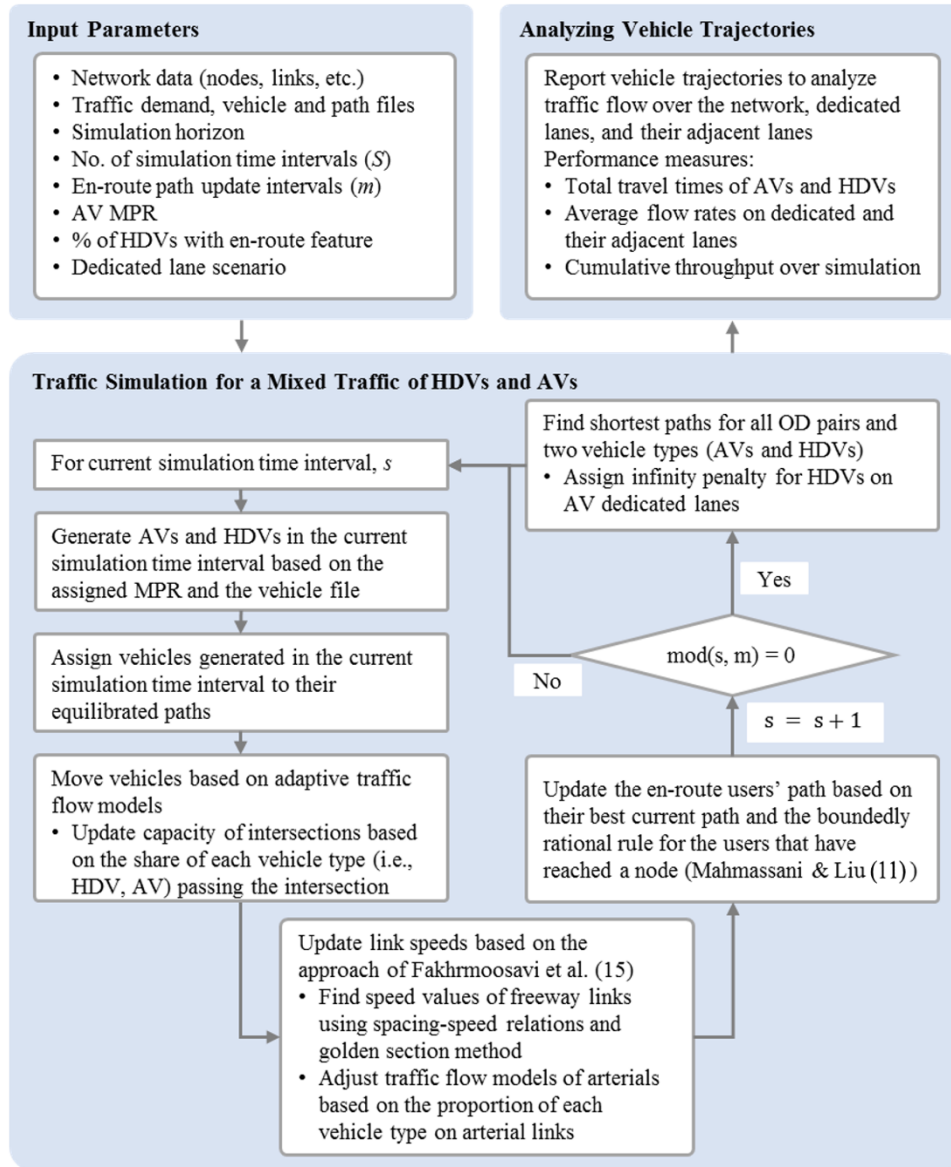 Input Parameters
• Network data (nodes, links, etc.)
• Traffic demand, vehicle and path files
• Simulation horizon
• No. of simulation time intervals (S)
• En-route path update intervals (m)
• AV MPR
• % of HDVs with en-route feature
• Dedicated lane scenario
Analyzing Vehicle Trajectories
Report vehicle trajectories to analyze
traffic flow over the network, dedicated
lanes, and their adjacent lanes
Performance measures:
• Total travel times of AVs and HDVs
• Average flow rates on dedicated and
their adjacent lanes
• Cumulative throughput over simulation
Traffic Simulation for a Mixed Traffic of HDVs and AVs
For current simulation time interval, s
Generate AVs and HDVs in the current
simulation time interval based on the
assigned MPR and the vehicle file
Assign vehicles generated in the current
simulation time interval to their
equilibrated paths
Move vehicles based on adaptive traffic
flow models
• Update capacity of intersections based
on the share of each vehicle type (i.e.,
HDV, AV) passing the intersection
Update link speeds based on the
approach of Fakhrmoosavi et al. (15)
• Find speed values of freeway links
using spacing-speed relations and
golden section method
• Adjust traffic flow models of arterials
based on the proportion of each
vehicle type on arterial links
Update the en-route users’ path based on
their best current path and the boundedly
rational rule for the users that have
reached a node (Mahmassani & Liu (11))
s = s + 1
mod(s, m) = 0
No
Yes
Find shortest paths for all OD pairs and
two vehicle types (AVs and HDVs)
• Assign infinity penalty for HDVs on
AV dedicated lanes